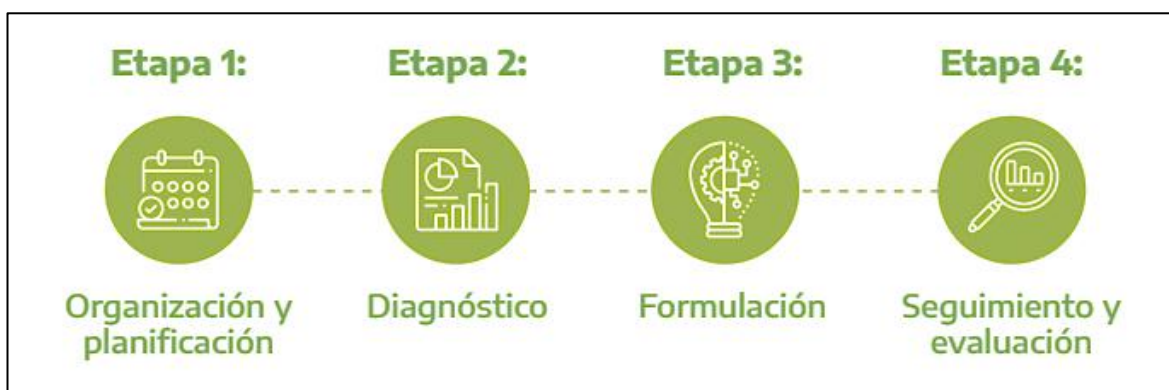 Etapa 1:
Organización y
planificación
Etapa 2:
Diagnóstico
Etapa 3:
Formulación
Etapa 4:
Seguimiento y
evaluación